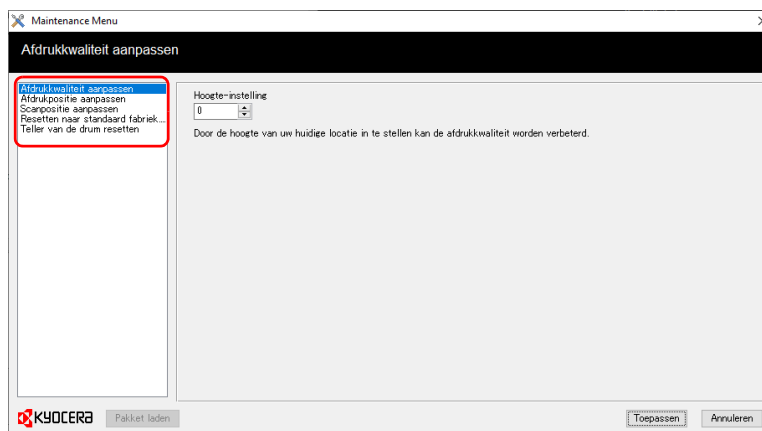 Maintenance Menu
Afdrukkwaliteit aanpassen
Afdrukkwaliteit aanpassen
Afdrukpositie aanpassen
Scanpositie aanpassen
Resetten naar standaard fabriek...
Teller van de drum resetten
Hoogte-instelling
0
Door de hoogte van uw huidige locatie in te stellen kan de afdrukkwaliteit worden verbeterd.
KYOCERA
Pakket laden
Toepassen
Annuleren